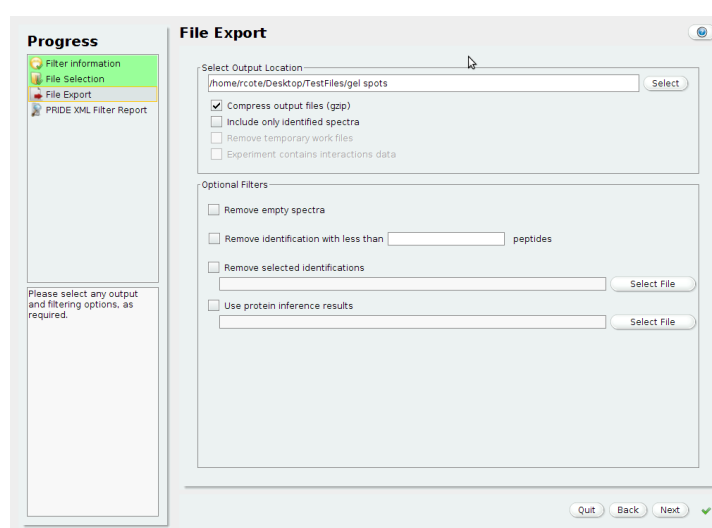 Progress
Filter information
File Selection
File Export
PRIDE XML Filter Report
Please select any output
and filtering options, as
required.
File Export
Select Output Location
/home/rcote/Desktop/TestFiles/gel spots
Select
Compress output files (gzip)
Include only identified spectra
Remove temporary work files
Experiment contains interactions data
Optional Filters
Remove empty spectra
Remove identification with less than peptides
Remove selected identifications
Select File
Use protein inference results
Select File
Quit Back Next